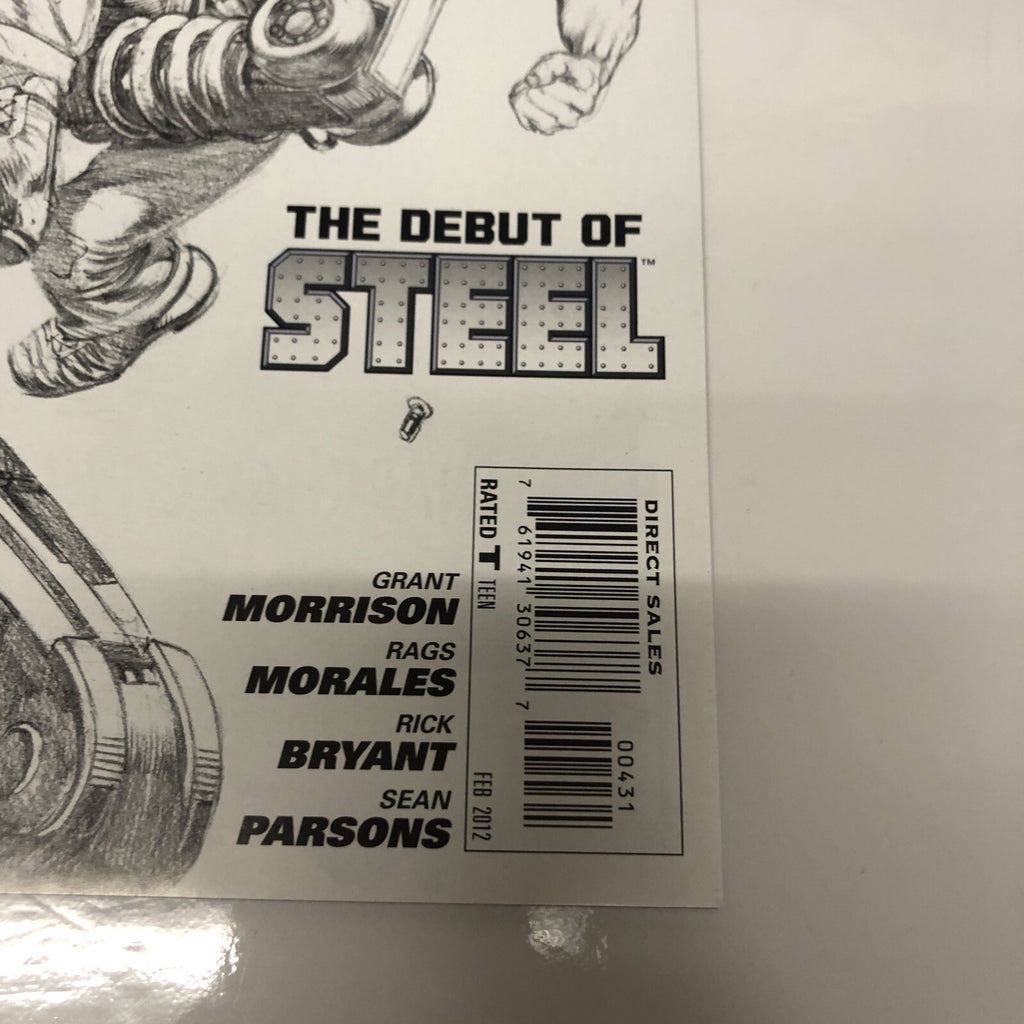 THE DEBUT OF
STEEL™
GRANT
MORRISON
RAGS
MORALES
RICK
BRYANT
SEAN
PARSONS
RATED T TEEN
FEB 2012
7 61941 30637 7
00431
DIRECT SALES